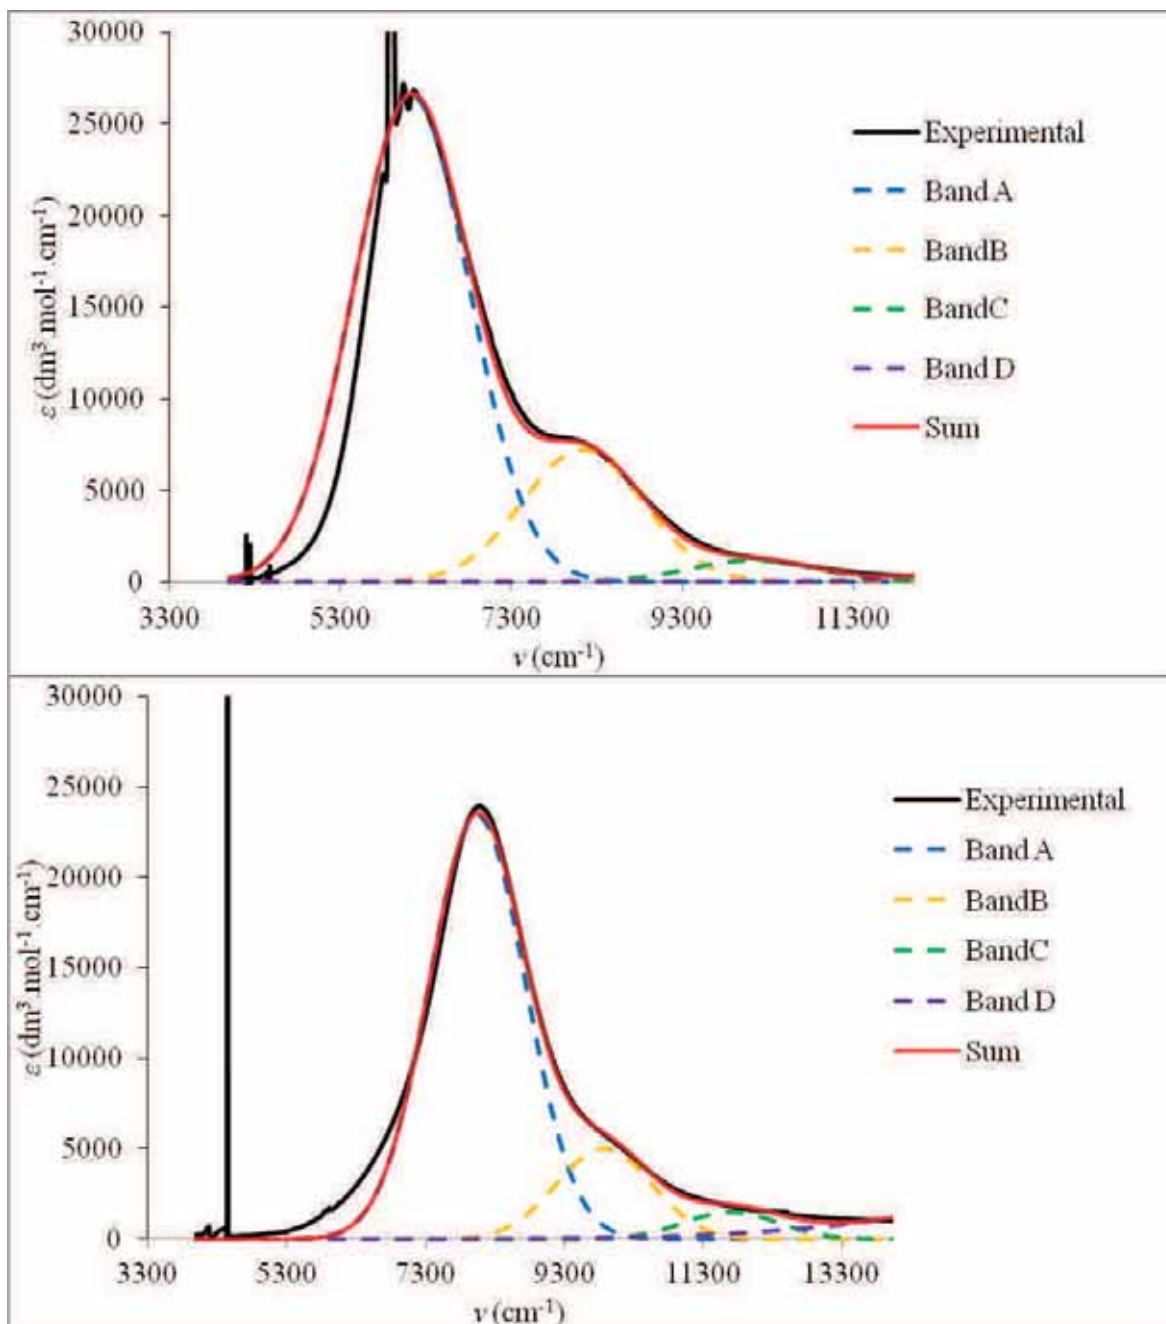 30000
25000
20000
15000
10000
5000
0
ε (dm³.mol⁻¹.cm⁻¹)
3300 5300 7300 9300 11300
ν (cm⁻¹)
Experimental
Band A
BandB
BandC
Band D
Sum
30000
25000
20000
15000
10000
5000
0
ε (dm³.mol⁻¹.cm⁻¹)
3300 5300 7300 9300 11300 13300
ν (cm⁻¹)
Experimental
Band A
BandB
BandC
Band D
Sum